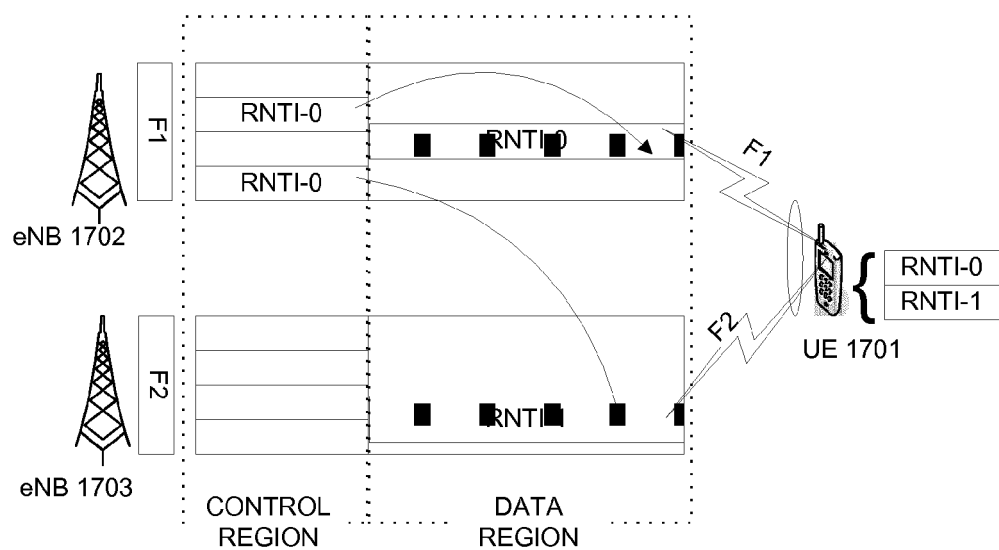 RNTI-0
F1
RNTI-0
F1
RNTI-0
eNB 1702
RNTI-0
RNTI-1
F2
F2
UE 1701
eNB 1703
CONTROL
REGION
DATA
REGION